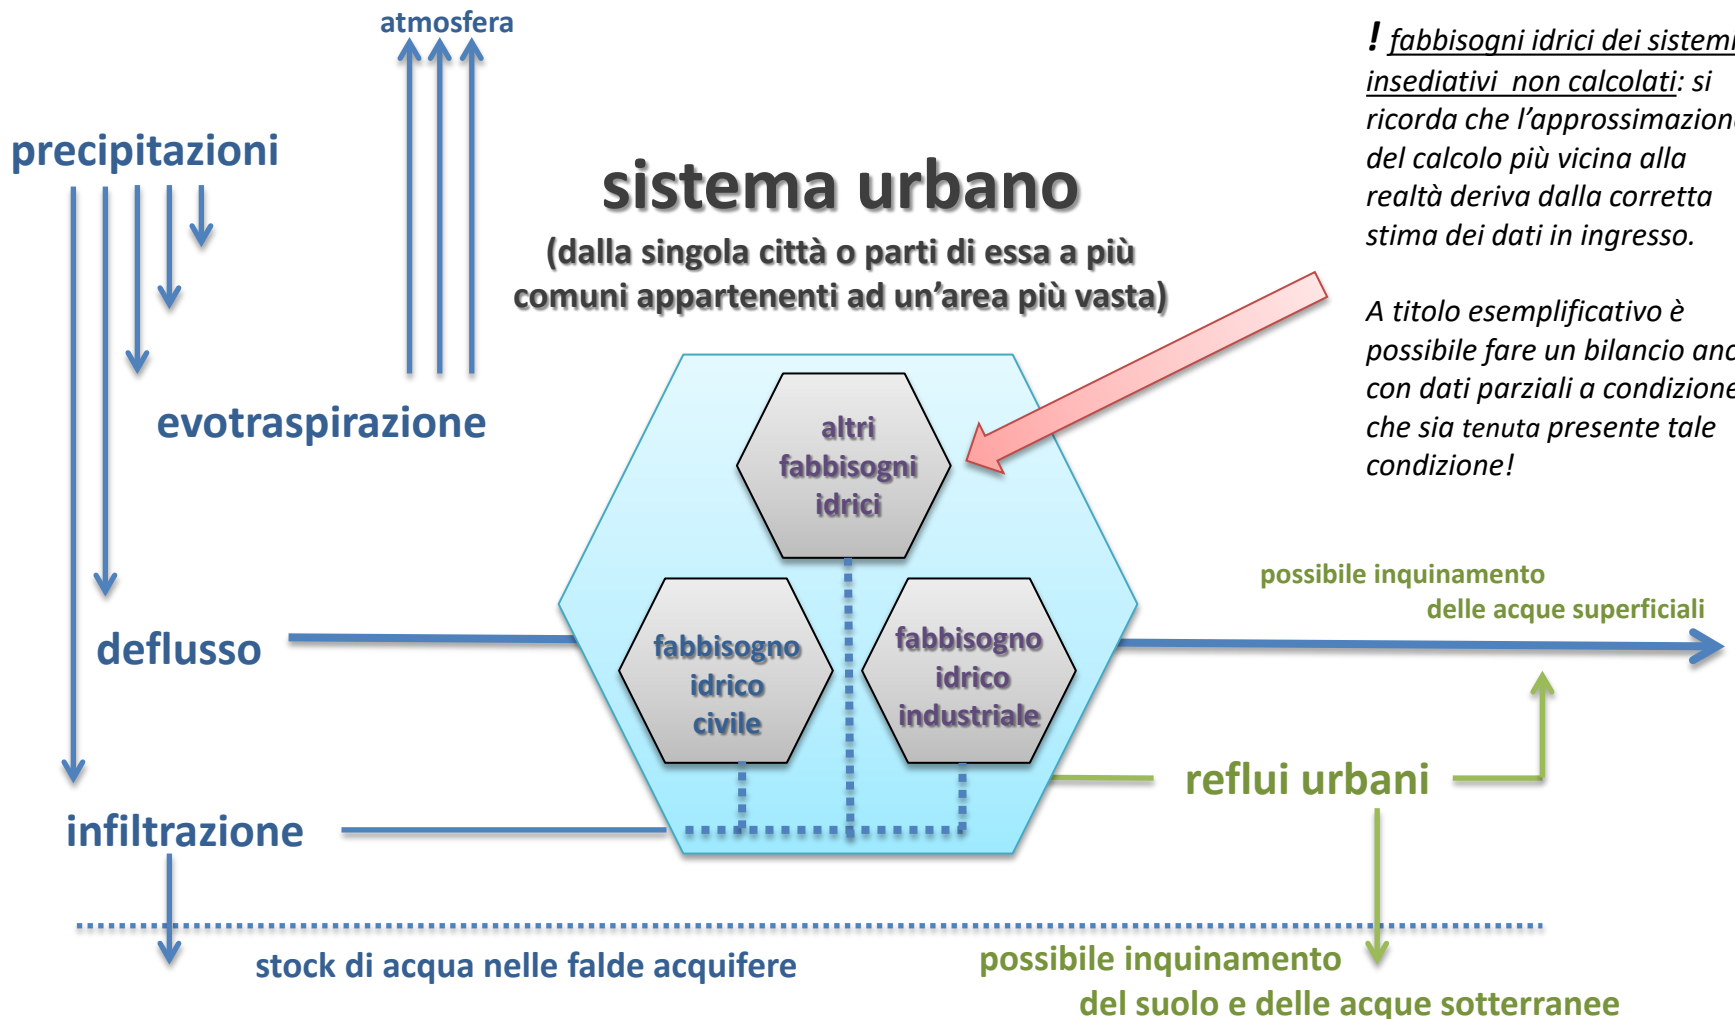 atmosfera
precipitazioni
sistema urbano
(dalla singola città o parti di essa a più
comuni appartenenti ad un'area più vasta)
! fabbisogni idrici dei sistemi
insediativi non calcolati: si
ricorda che l'approssimazione
del calcolo più vicina alla
realtà deriva dalla corretta
stima dei dati in ingresso.
A titolo esemplificativo è
possibile fare un bilancio anc
con dati parziali a condizione
che sia tenuta presente tale
condizione!
evotraspirazione
altri
fabbisogni
idrici
possibile inquinamento
delle acque superficiali
deflusso
fabbisogno
idrico
civile
fabbisogno
idrico
industriale
reflui urbani
infiltrazione
stock di acqua nelle falde acquifere
possibile inquinamento
del suolo e delle acque sotterranee